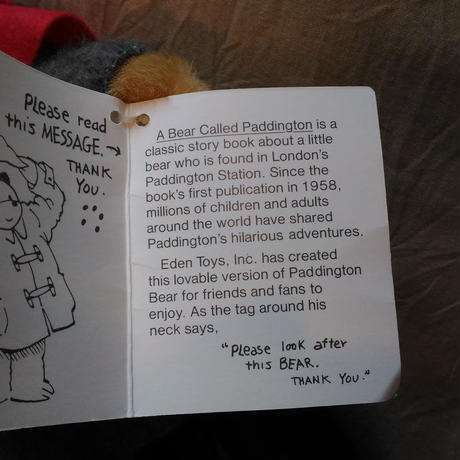 Please read
this MESSAGE. →
THANK
YOU.
A Bear Called Paddington is a
classic story book about a little
bear who is found in London's
Paddington Station. Since the
book's first publication in 1958,
millions of children and adults
around the world have shared
Paddington's hilarious adventures.
Eden Toys, Inc. has created
this lovable version of Paddington
Bear for friends and fans to
enjoy. As the tag around his
neck says,
"Please look after
this BEAR.
THANK YOU."